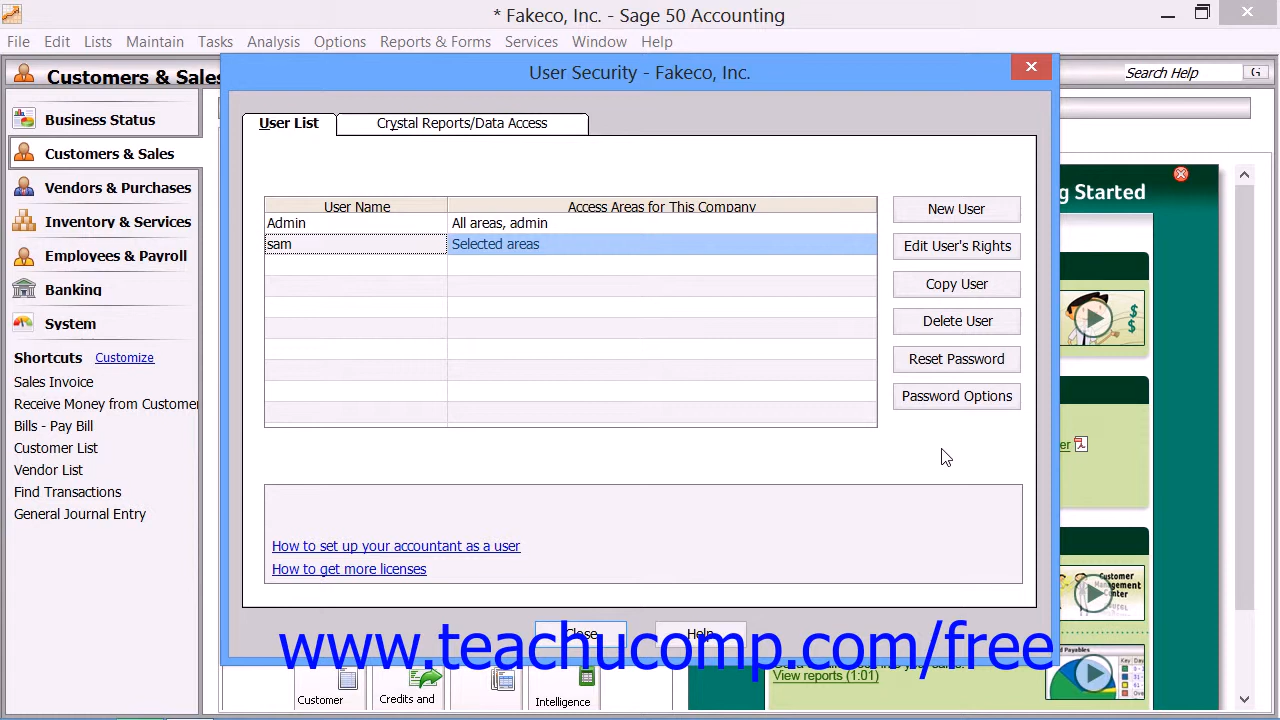 * Fakeco, Inc. - Sage 50 Accounting
File Edit Lists Maintain Tasks Analysis Options Reports & Forms Services Window Help
Customers & Sales
Search Help
User Security - Fakeco, Inc.
User List
Crystal Reports/Data Access
Business Status
Customers & Sales
Vendors & Purchases
Inventory & Services
Employees & Payroll
Banking
System
Shortcuts Customize
Sales Invoice
Receive Money from Customer
Bills - Pay Bill
Customer List
Vendor List
Find Transactions
General Journal Entry
User Name Access Areas for This Company
Admin All areas, admin
sam Selected areas
New User
Edit User's Rights
Copy User
Delete User
Reset Password
Password Options
How to set up your accountant as a user
How to get more licenses
Close Help
www.teachucomp.com/free
g Started
er
Customer Management Center
View reports (1:01)
Customer
Credits and
Intelligence